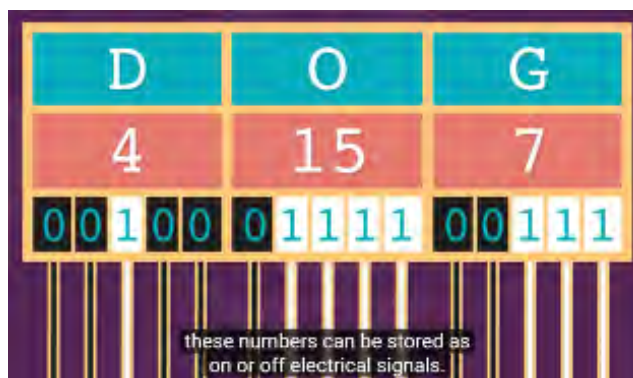 D O G
4 15 7
0 0 1 0 0 0 1 1 1 1 0 0 1 1 1
these numbers can be stored as
on or off electrical signals.